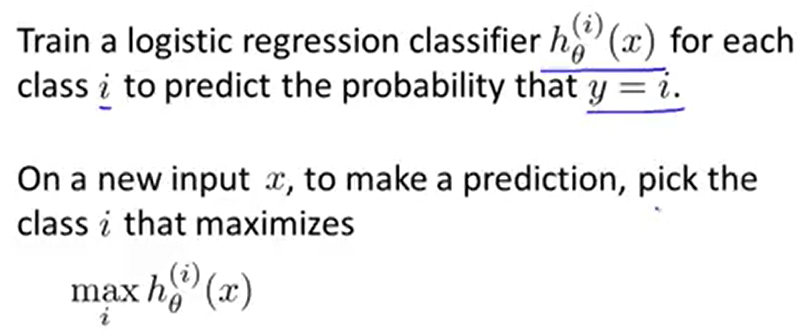 Train a logistic regression classifier $h_\theta^{(i)}(x)$ for each
class $i$ to predict the probability that $y = i$.
On a new input $x$, to make a prediction, pick the
class $i$ that maximizes
$\max_i h_\theta^{(i)}(x)$